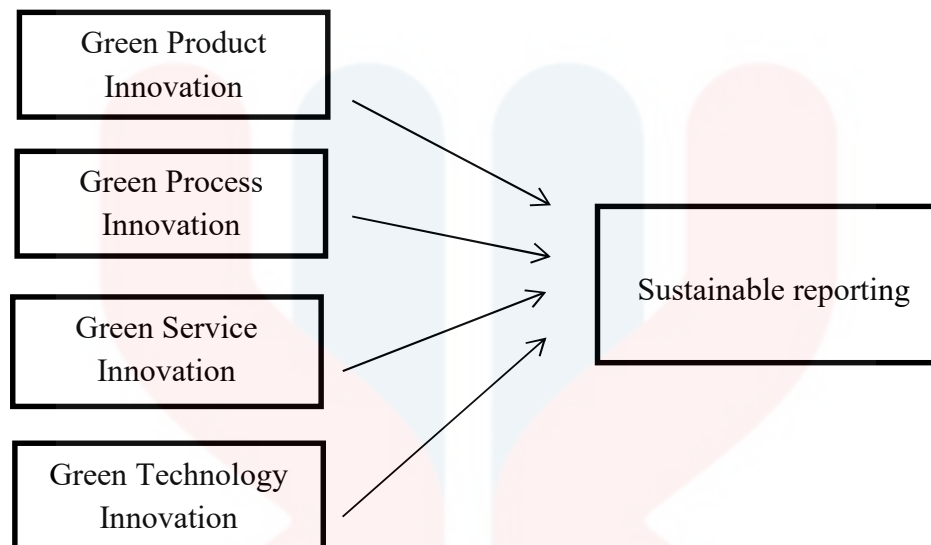 Green Product
Innovation
Green Process
Innovation
Green Service
Innovation
Green Technology
Innovation
Sustainable reporting